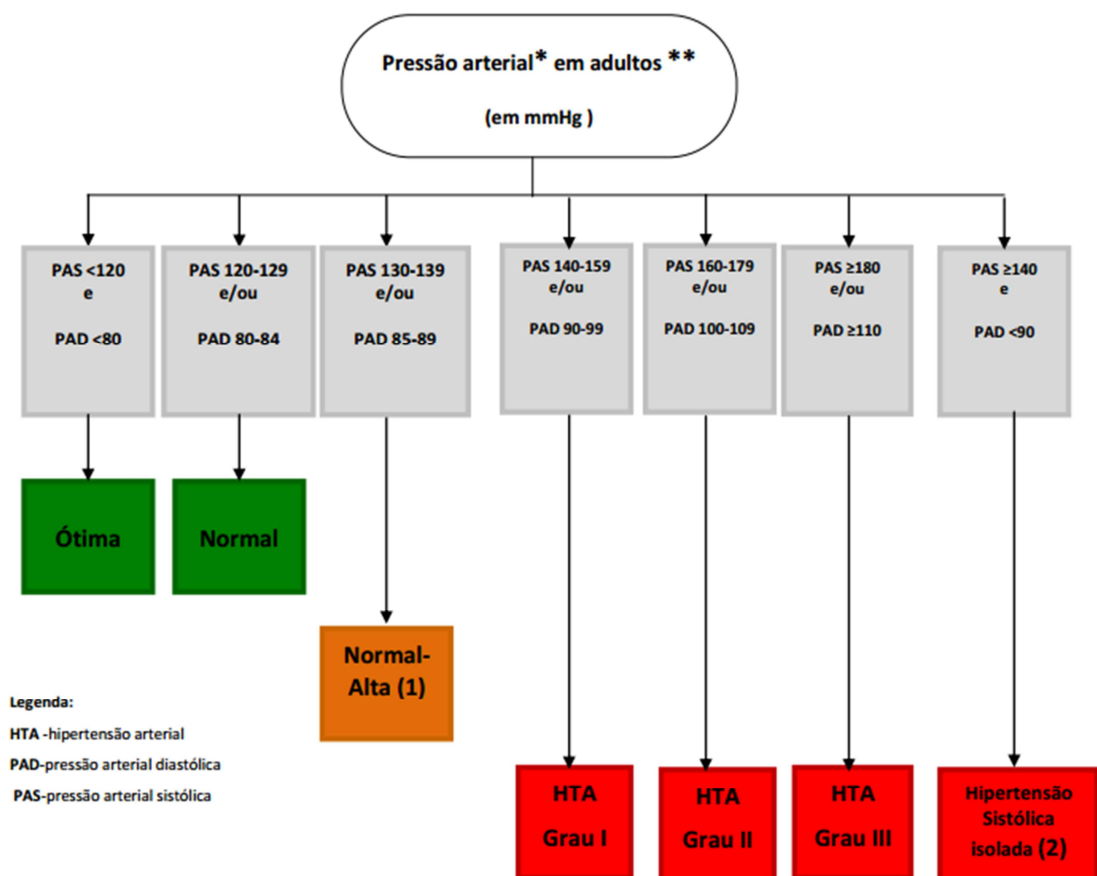 Pressão arterial* em adultos **
(em mmHg )
PAS <120
e
PAD <80
PAS 120-129
e/ou
PAD 80-84
PAS 130-139
e/ou
PAD 85-89
PAS 140-159
e/ou
PAD 90-99
PAS 160-179
e/ou
PAD 100-109
PAS ≥180
e/ou
PAD ≥110
PAS ≥140
e
PAD <90
Ótima
Normal
Normal-
Alta (1)
Legenda:
HTA -hipertensão arterial
PAD-pressão arterial diastólica
PAS-pressão arterial sistólica
HTA
Grau I
HTA
Grau II
HTA
Grau III
Hipertensão
Sistólica
isolada (2)